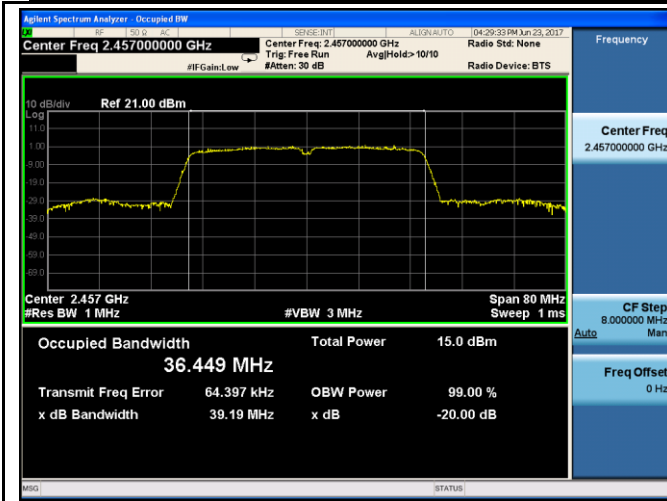 Agilent Spectrum Analyzer - Occupied BW
RF 50 Ω AC SENSE:INT ALIGNAUTO 04:29:33 PM Jun 23, 2017
Center Freq 2.457000000 GHz
Center Freq: 2.457000000 GHz
Radio Std: None
Trig: Free Run Avg|Hold:> 10/10
#IFGain:Low
#Atten: 30 dB
Radio Device: BTS
Frequency
10 dB/div
Ref 21.00 dBm
Log
11.0
1.00
-9.00
-19.0
-29.0
-39.0
-49.0
-59.0
-69.0
Center Freq
2.457000000 GHz
Center 2.457 GHz
Span 80 MHz
#Res BW 1 MHz
#VBW 3 MHz
Sweep 1 ms
CF Step
8.000000 MHz
Auto Man
Occupied Bandwidth
Total Power 15.0 dBm
36.449 MHz
Transmit Freq Error 64.397 kHz
OBW Power 99.00 %
x dB Bandwidth 39.19 MHz
x dB -20.00 dB
Freq Offset
0 Hz
MSG
STATUS